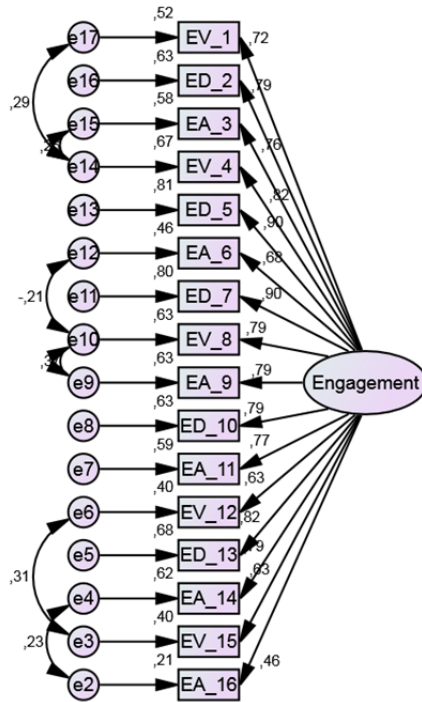 ,52
e17 EV_1 ,72
,63
e16 ED_2 ,79
,58
,29 e15 EA_3 ,76
,67
e14 EV_4 ,82
,81
e13 ED_5 ,90
,46
e12 EA_6 ,68
,80
-,21 e11 ED_7 ,90
,63
e10 EV_8 ,79
,63
e9 EA_9 ,79 Engagement
,63
e8 ED_10 ,79
,59
e7 EA_11 ,77
,40
e6 EV_12 ,63
,68
e5 ED_13 ,82
,62
,31 e4 EA_14 ,79
,40
,23 e3 EV_15 ,63
,21
e2 EA_16 ,46